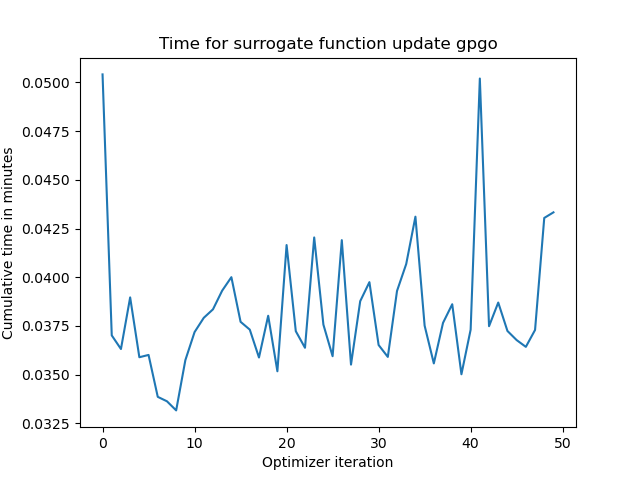 Time for surrogate function update gpgo
Cumulative time in minutes
0.0500
0.0475
0.0450
0.0425
0.0400
0.0375
0.0350
0.0325
0 10 20 30 40 50
Optimizer iteration